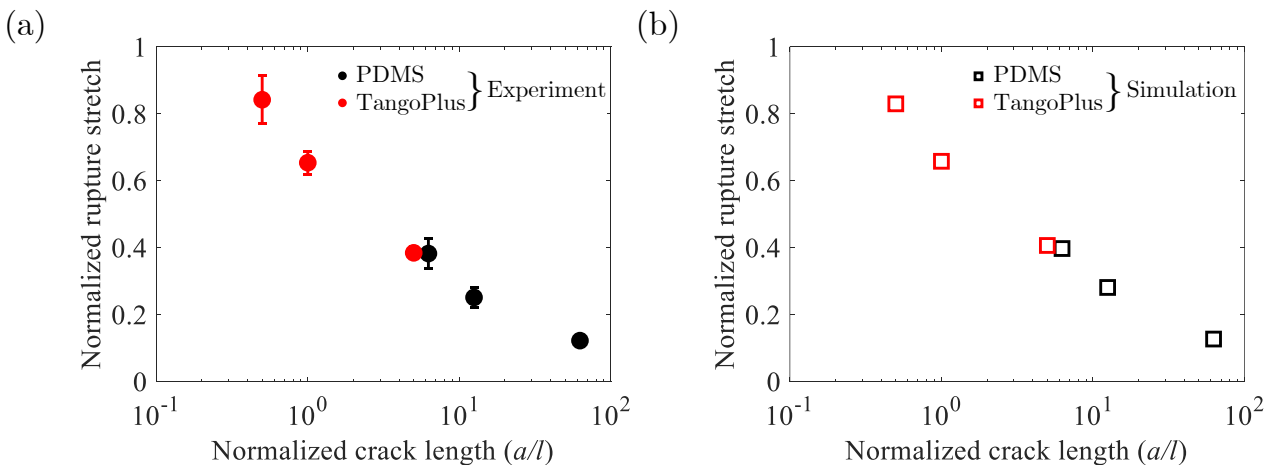 (a)
Normalized rupture stretch
1
0.8
0.6
0.4
0.2
0
PDMS
TangoPlus
} Experiment
10^-1
10^0
10^1
10^2
Normalized crack length (a/l)
(b)
Normalized rupture stretch
1
0.8
0.6
0.4
0.2
0
PDMS
TangoPlus
} Simulation
10^-1
10^0
10^1
10^2
Normalized crack length (a/l)